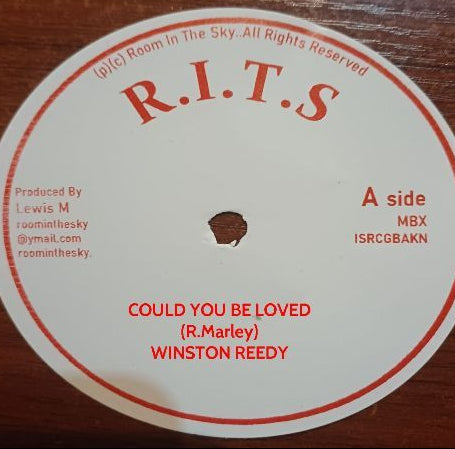 (p)(c) Room In The Sky..All Rights Reserved
R.I.T.S
Produced By
Lewis M
roominthesky
@ymail.com
roominthesky.
A side
MBX
ISRCGBAKN
COULD YOU BE LOVED
(R.Marley)
WINSTON REEDY